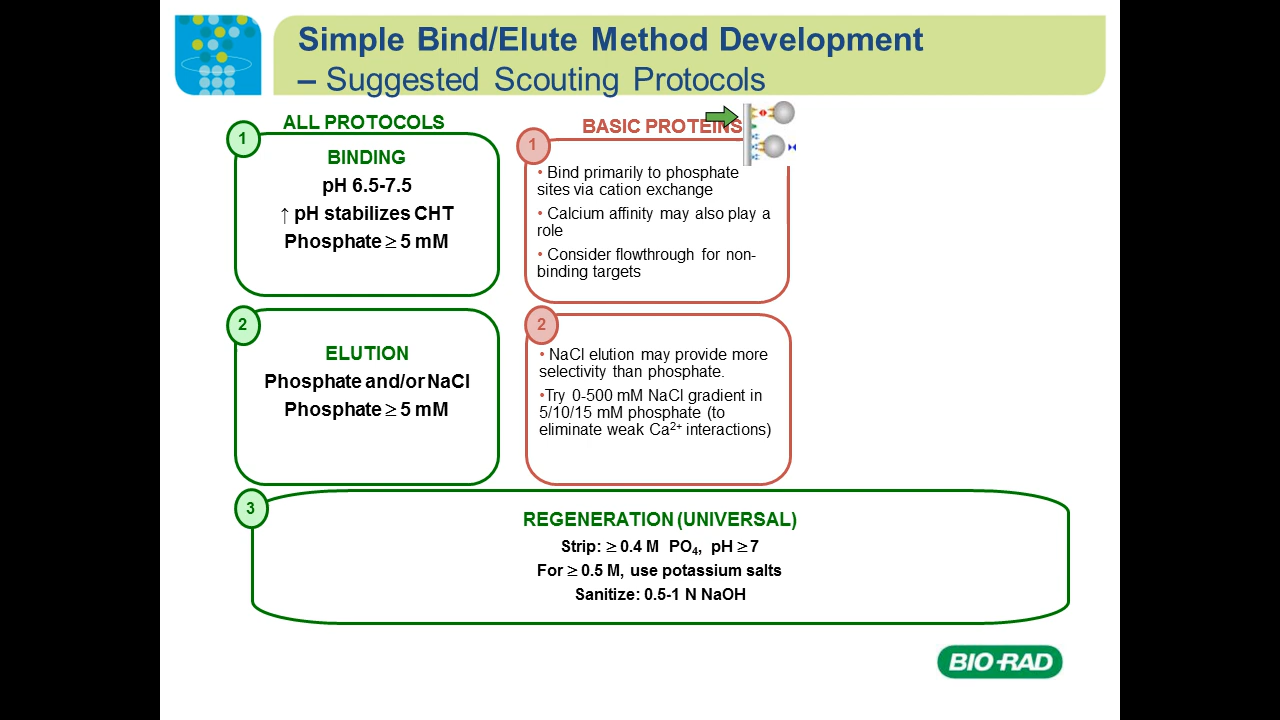 Simple Bind/Elute Method Development
– Suggested Scouting Protocols
ALL PROTOCOLS
1
BINDING
pH 6.5-7.5
↑ pH stabilizes CHT
Phosphate ≥ 5 mM
2
ELUTION
Phosphate and/or NaCl
Phosphate ≥ 5 mM
BASIC PROTEINS
1
• Bind primarily to phosphate
sites via cation exchange
• Calcium affinity may also play a
role
• Consider flowthrough for non-
binding targets
2
• NaCl elution may provide more
selectivity than phosphate.
•Try 0-500 mM NaCl gradient in
5/10/15 mM phosphate (to
eliminate weak Ca²⁺ interactions)
3
REGENERATION (UNIVERSAL)
Strip: ≥ 0.4 M PO₄, pH ≥ 7
For ≥ 0.5 M, use potassium salts
Sanitize: 0.5-1 N NaOH
BIO-RAD